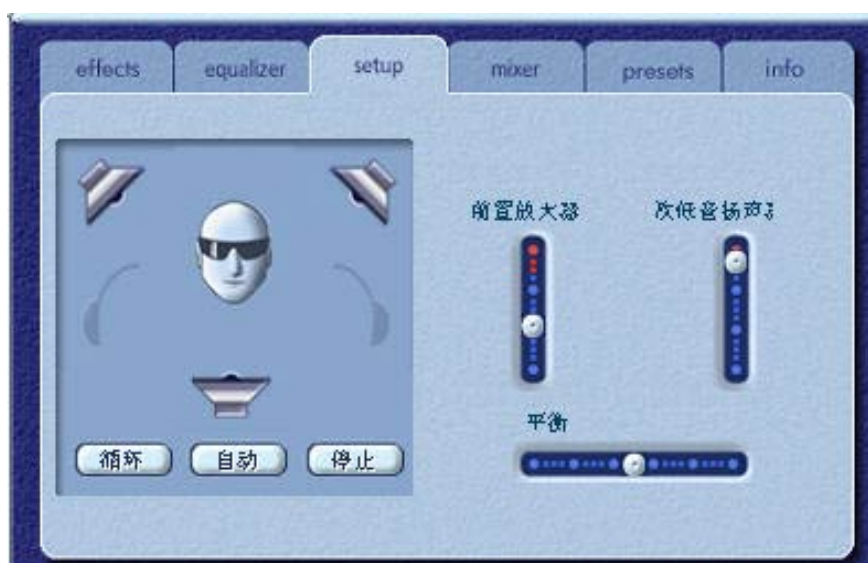 effects equalizer setup mixer presets info
前置放大器 次低音扬声器
平衡
循环 自动 停止